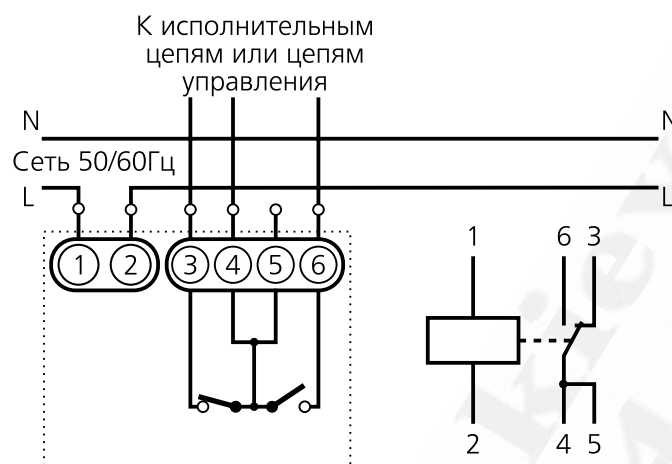 К исполнительным
цепям или цепям
управления
N N
Сеть 50/60Гц
L L
1 2 3 4 5 6
1 6 3
2 4 5
kiev